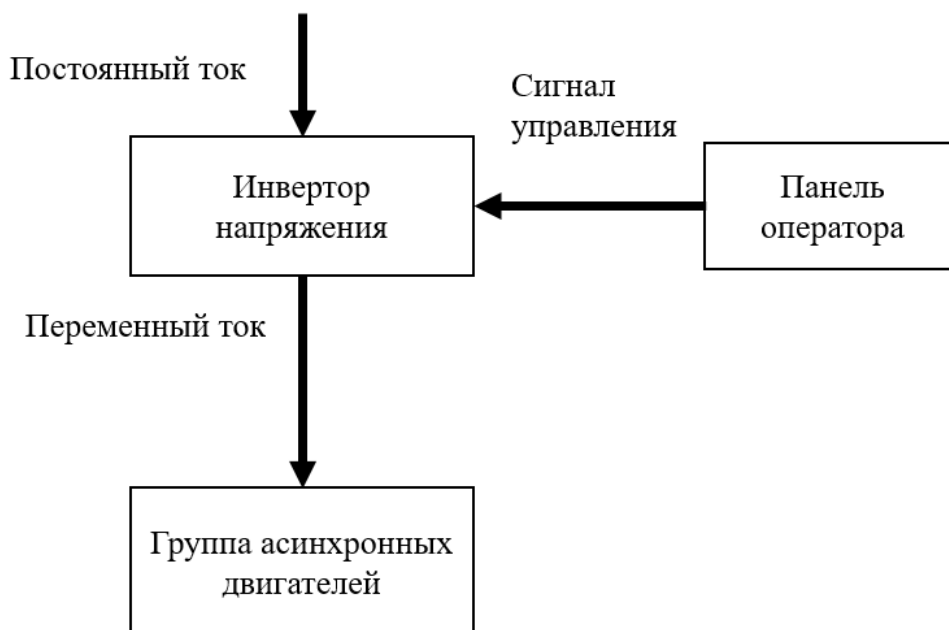 Постоянный ток
Сигнал
управления
Инвертор
напряжения
Панель
оператора
Переменный ток
Группа асинхронных
двигателей